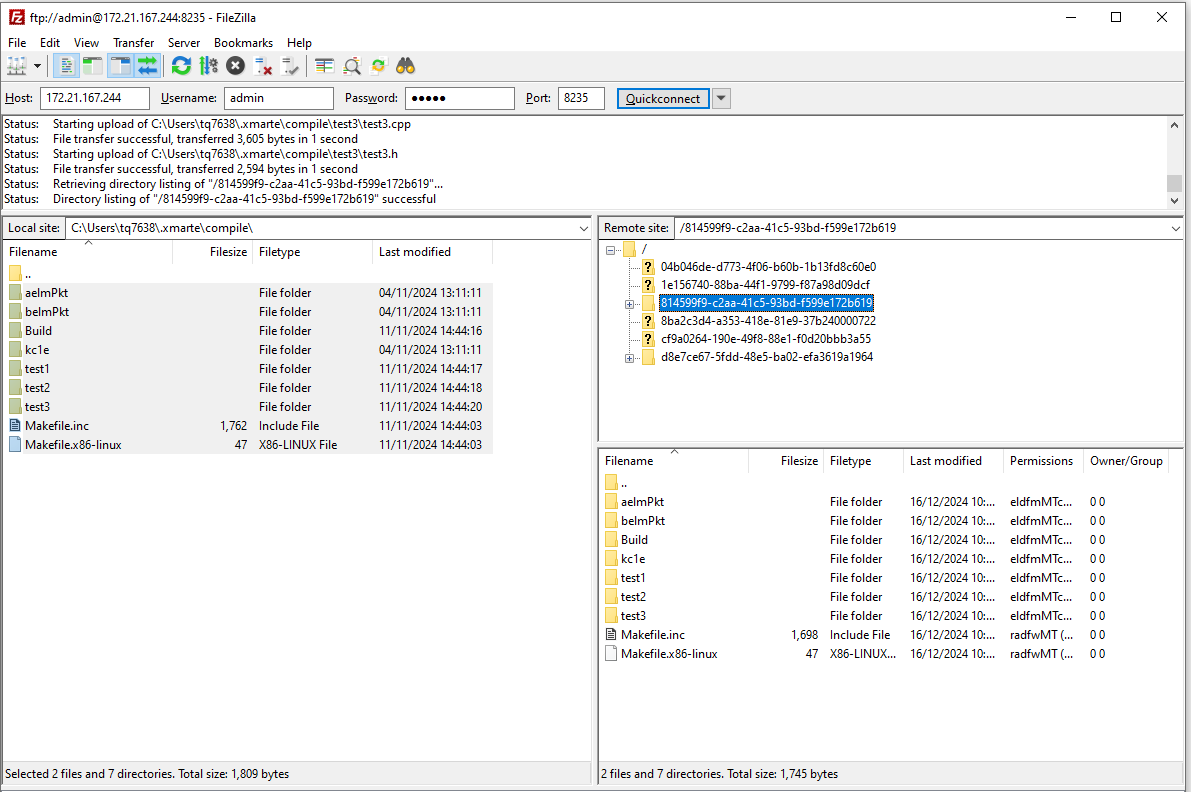 ftp://admin@172.21.167.244:8235 - FileZilla
File Edit View Transfer Server Bookmarks Help
Host: 172.21.167.244 Username: admin Password: ●●●●● Port: 8235 Quickconnect
Status: Starting upload of C:\Users\tq7638\.xmarte\compile\test3\test3.cpp
Status: File transfer successful, transferred 3,605 bytes in 1 second
Status: Starting upload of C:\Users\tq7638\.xmarte\compile\test3\test3.h
Status: File transfer successful, transferred 2,594 bytes in 1 second
Status: Retrieving directory listing of "/814599f9-c2aa-41c5-93bd-f599e172b619"...
Status: Directory listing of "/814599f9-c2aa-41c5-93bd-f599e172b619" successful
Local site: C:\Users\tq7638\.xmarte\compile\
Filename Filesize Filetype Last modified
..
aelmPkt File folder 04/11/2024 13:11:11
belmPkt File folder 04/11/2024 13:11:11
Build File folder 11/11/2024 14:44:16
kc1e File folder 04/11/2024 13:11:11
test1 File folder 11/11/2024 14:44:17
test2 File folder 11/11/2024 14:44:18
test3 File folder 11/11/2024 14:44:20
Makefile.inc 1,762 Include File 11/11/2024 14:44:03
Makefile.x86-linux 47 X86-LINUX File 11/11/2024 14:44:03
Selected 2 files and 7 directories. Total size: 1,809 bytes
Remote site: /814599f9-c2aa-41c5-93bd-f599e172b619
/
? 04b046de-d773-4f06-b60b-1b13fd8c60e0
? 1e156740-88ba-44f1-9799-f87a98d09dcf
814599f9-c2aa-41c5-93bd-f599e172b619
? 8ba2c3d4-a353-418e-81e9-37b240000722
? cf9a0264-190e-49f8-88e1-f0d20bbb3a55
d8e7ce67-5fdd-48e5-ba02-efa3619a1964
Filename Filesize Filetype Last modified Permissions Owner/Group
..
aelmPkt File folder 16/12/2024 10:... eldfmMTc... 0 0
belmPkt File folder 16/12/2024 10:... eldfmMTc... 0 0
Build File folder 16/12/2024 10:... eldfmMTc... 0 0
kc1e File folder 16/12/2024 10:... eldfmMTc... 0 0
test1 File folder 16/12/2024 10:... eldfmMTc... 0 0
test2 File folder 16/12/2024 10:... eldfmMTc... 0 0
test3 File folder 16/12/2024 10:... eldfmMTc... 0 0
Makefile.inc 1,698 Include File 16/12/2024 10:... radfwMT (... 0 0
Makefile.x86-linux 47 X86-LINUX... 16/12/2024 10:... radfwMT (... 0 0
2 files and 7 directories. Total size: 1,745 bytes